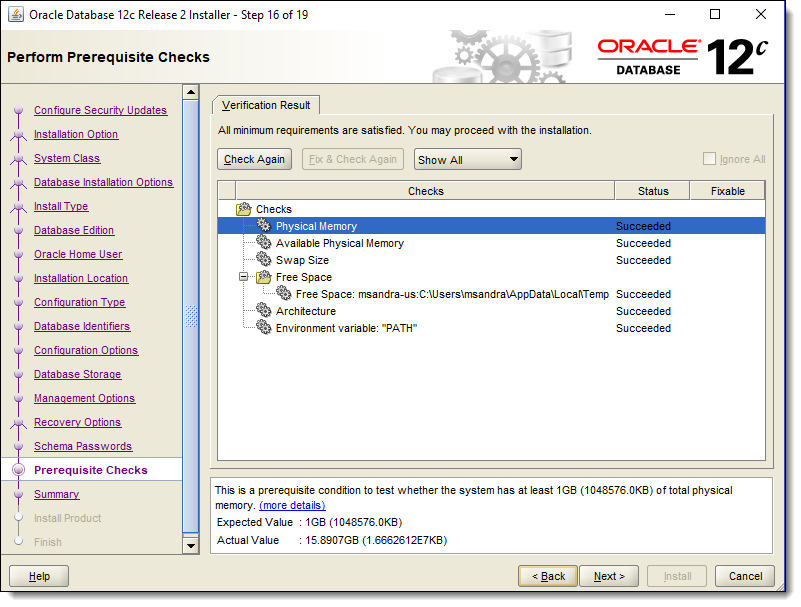 Oracle Database 12c Release 2 Installer - Step 16 of 19
Perform Prerequisite Checks
ORACLE
DATABASE
12c
Configure Security Updates
Installation Option
System Class
Database Installation Options
Install Type
Database Edition
Oracle Home User
Installation Location
Configuration Type
Database Identifiers
Configuration Options
Database Storage
Management Options
Recovery Options
Schema Passwords
Prerequisite Checks
Summary
Install Product
Finish
Verification Result
All minimum requirements are satisfied. You may proceed with the installation.
Check Again Fix & Check Again Show All Ignore All
Checks Status Fixable
Checks
Physical Memory Succeeded
Available Physical Memory Succeeded
Swap Size Succeeded
Free Space
Free Space: msandra-us:C:\Users\msandra\AppData\Local\Temp Succeeded
Architecture Succeeded
Environment variable: "PATH" Succeeded
This is a prerequisite condition to test whether the system has at least 1GB (1048576.0KB) of total physical
memory. (more details)
Expected Value : 1GB (1048576.0KB)
Actual Value : 15.8907GB (1.6662612E7KB)
Help < Back Next > Install Cancel